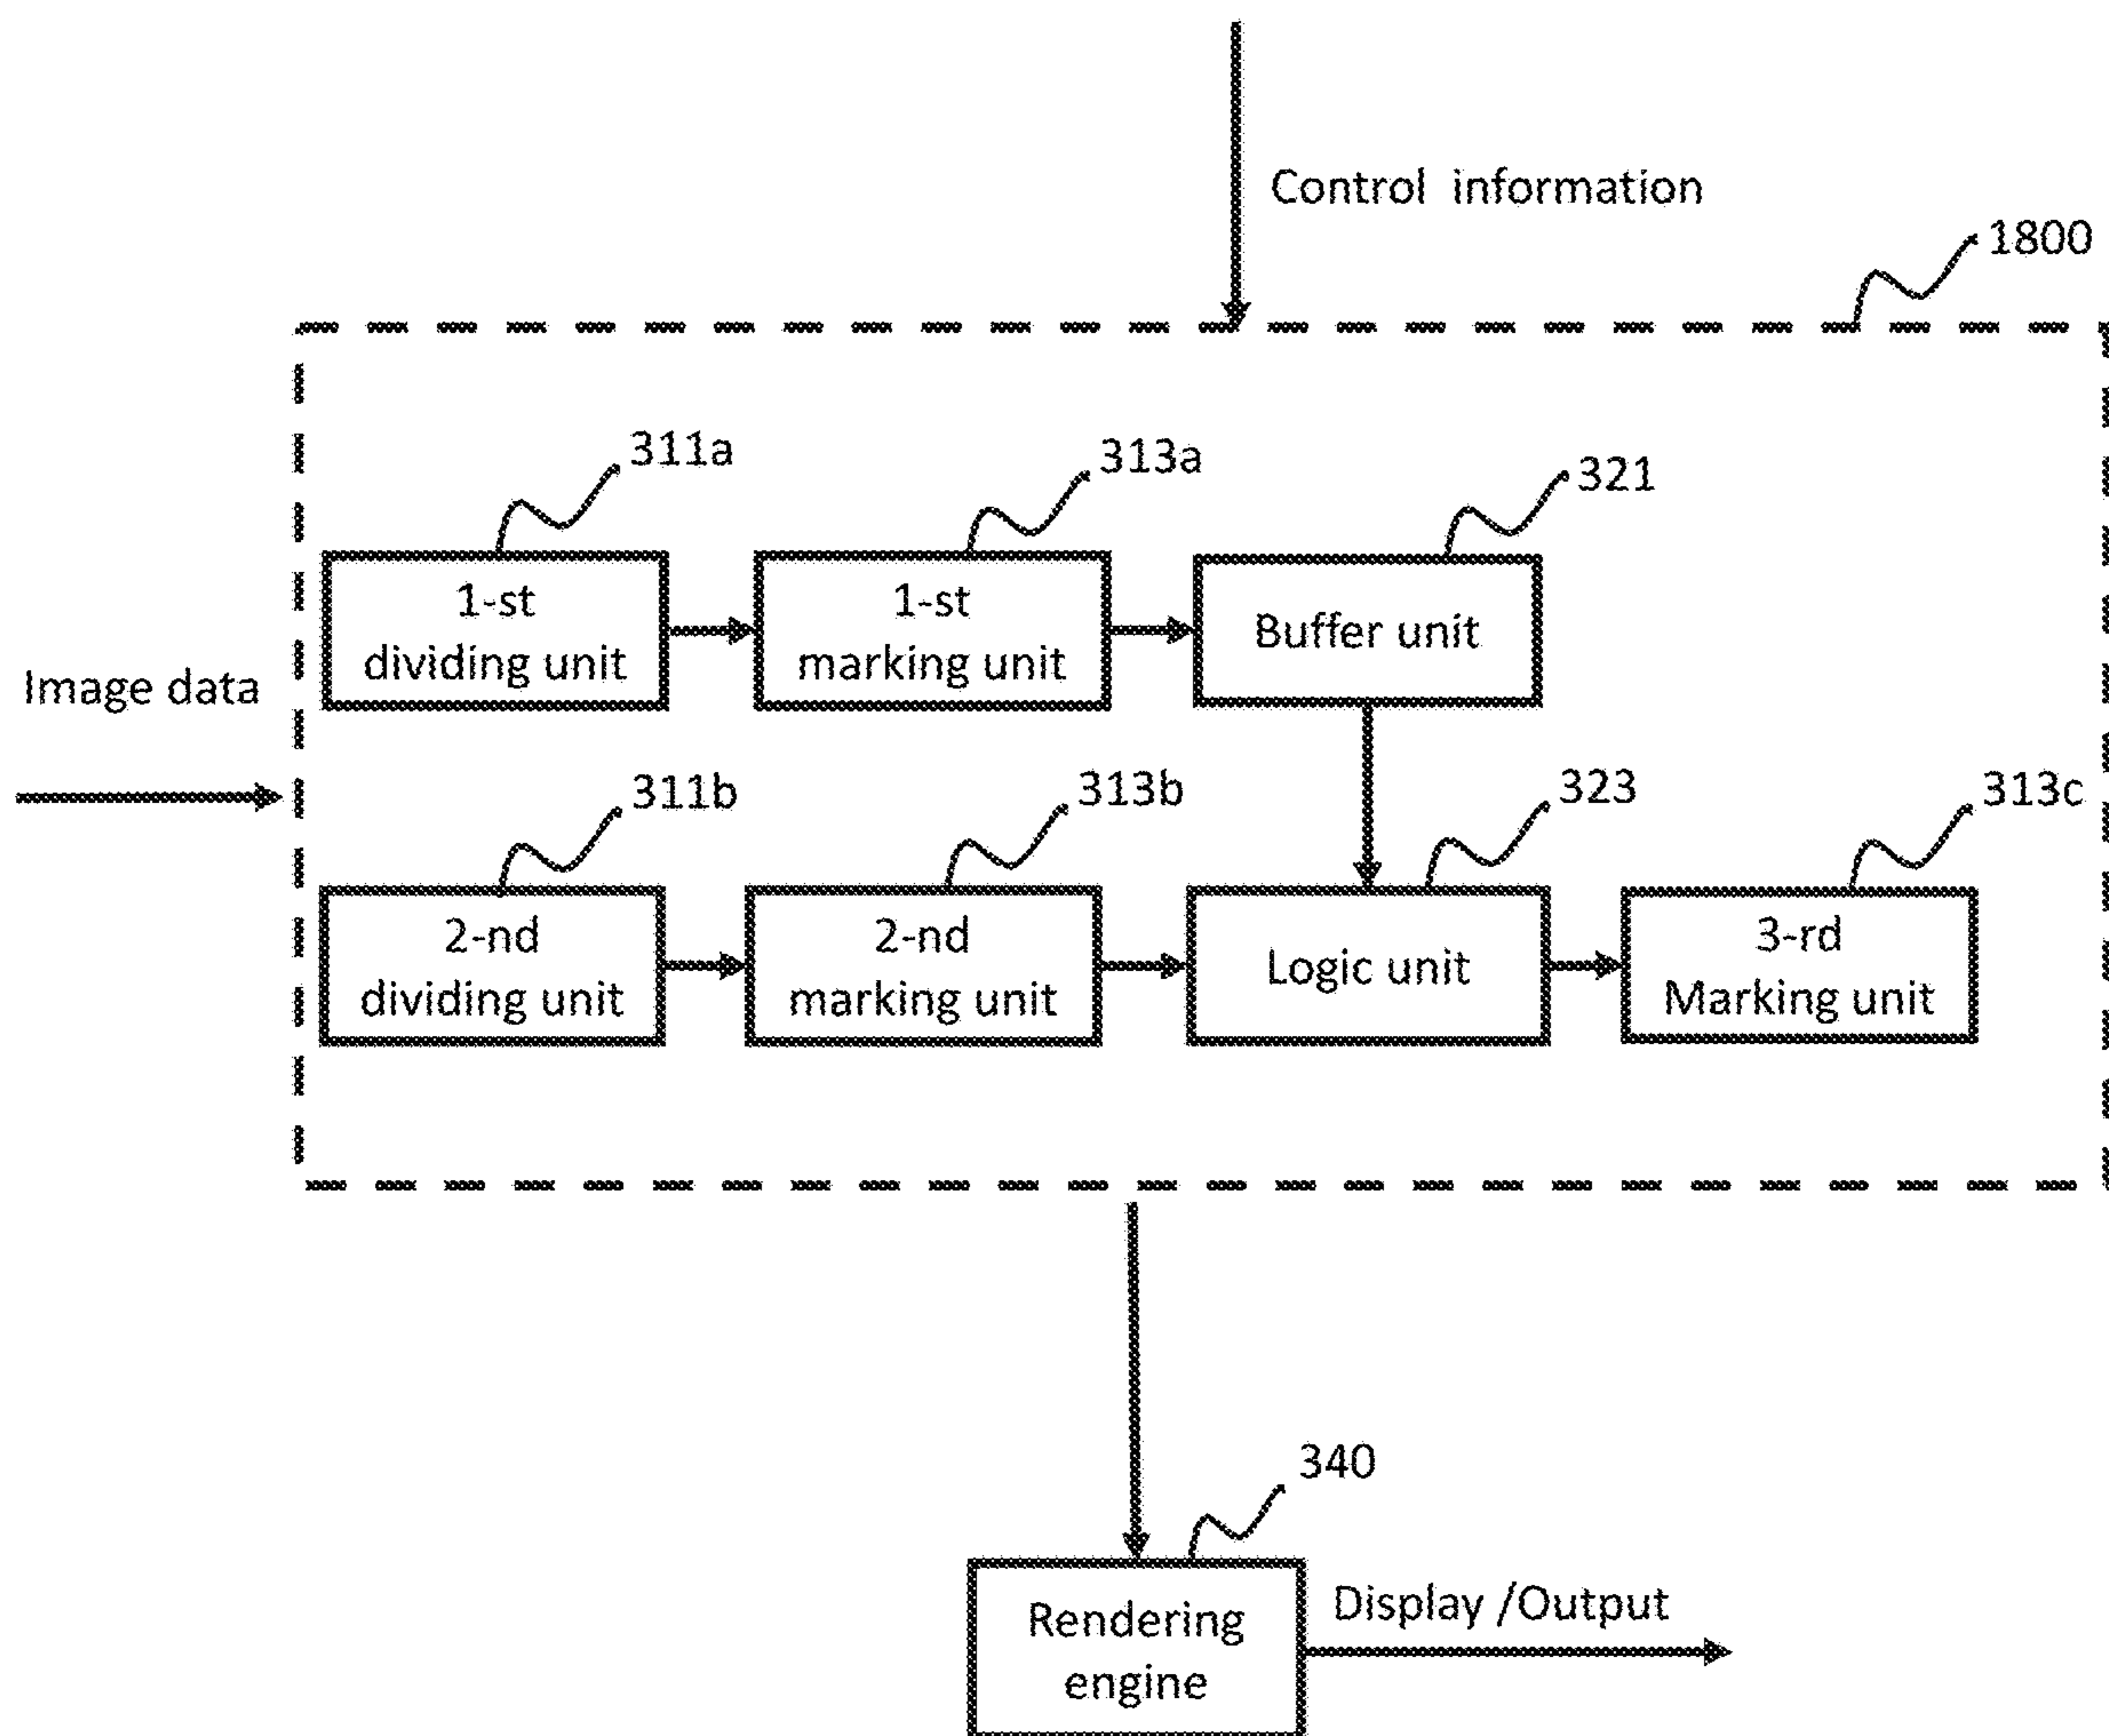 Control information
1800
311a
313a
321
1-st
dividing unit
1-st
marking unit
Buffer unit
Image data
311b
313b
323
313c
2-nd
dividing unit
2-nd
marking unit
Logic unit
3-rd
Marking unit
340
Rendering
engine
Display /Output